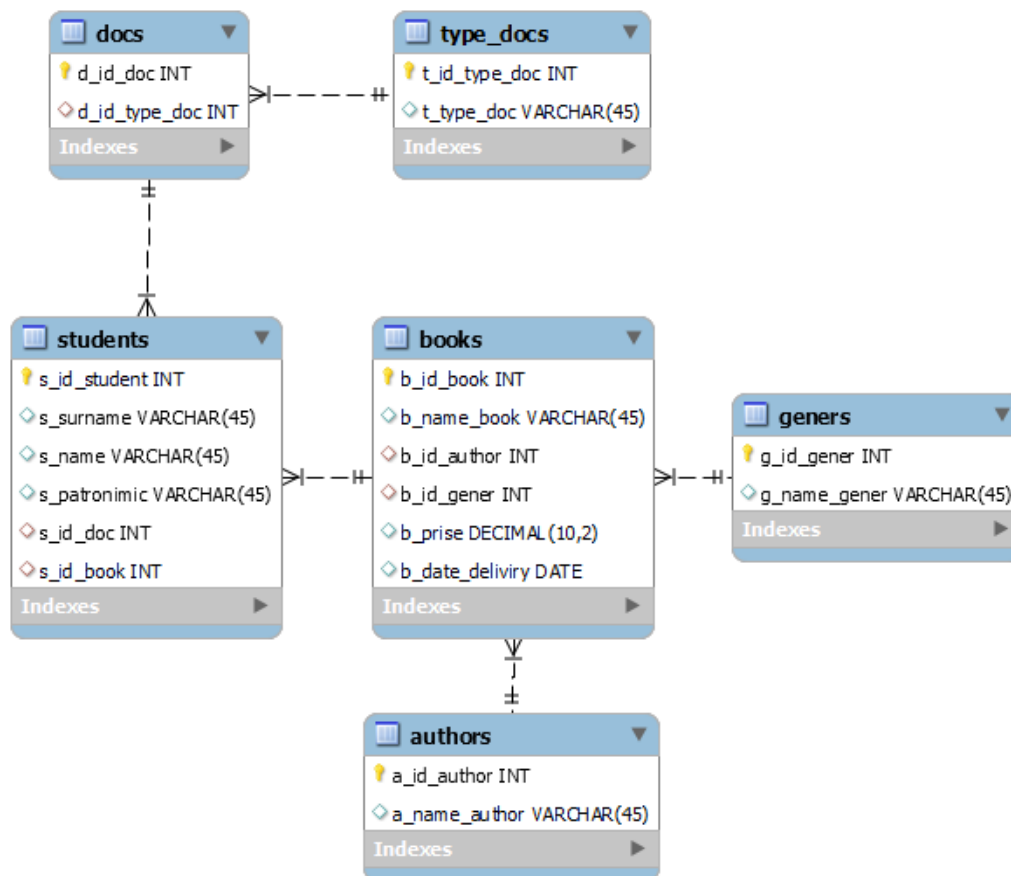 docs
d_id_doc INT
d_id_type_doc INT
Indexes
type_docs
t_id_type_doc INT
t_type_doc VARCHAR(45)
Indexes
students
s_id_student INT
s_surname VARCHAR(45)
s_name VARCHAR(45)
s_patronimic VARCHAR(45)
s_id_doc INT
s_id_book INT
Indexes
books
b_id_book INT
b_name_book VARCHAR(45)
b_id_author INT
b_id_gener INT
b_prise DECIMAL(10,2)
b_date_deliviry DATE
Indexes
geners
g_id_gener INT
g_name_gener VARCHAR(45)
Indexes
authors
a_id_author INT
a_name_author VARCHAR(45)
Indexes